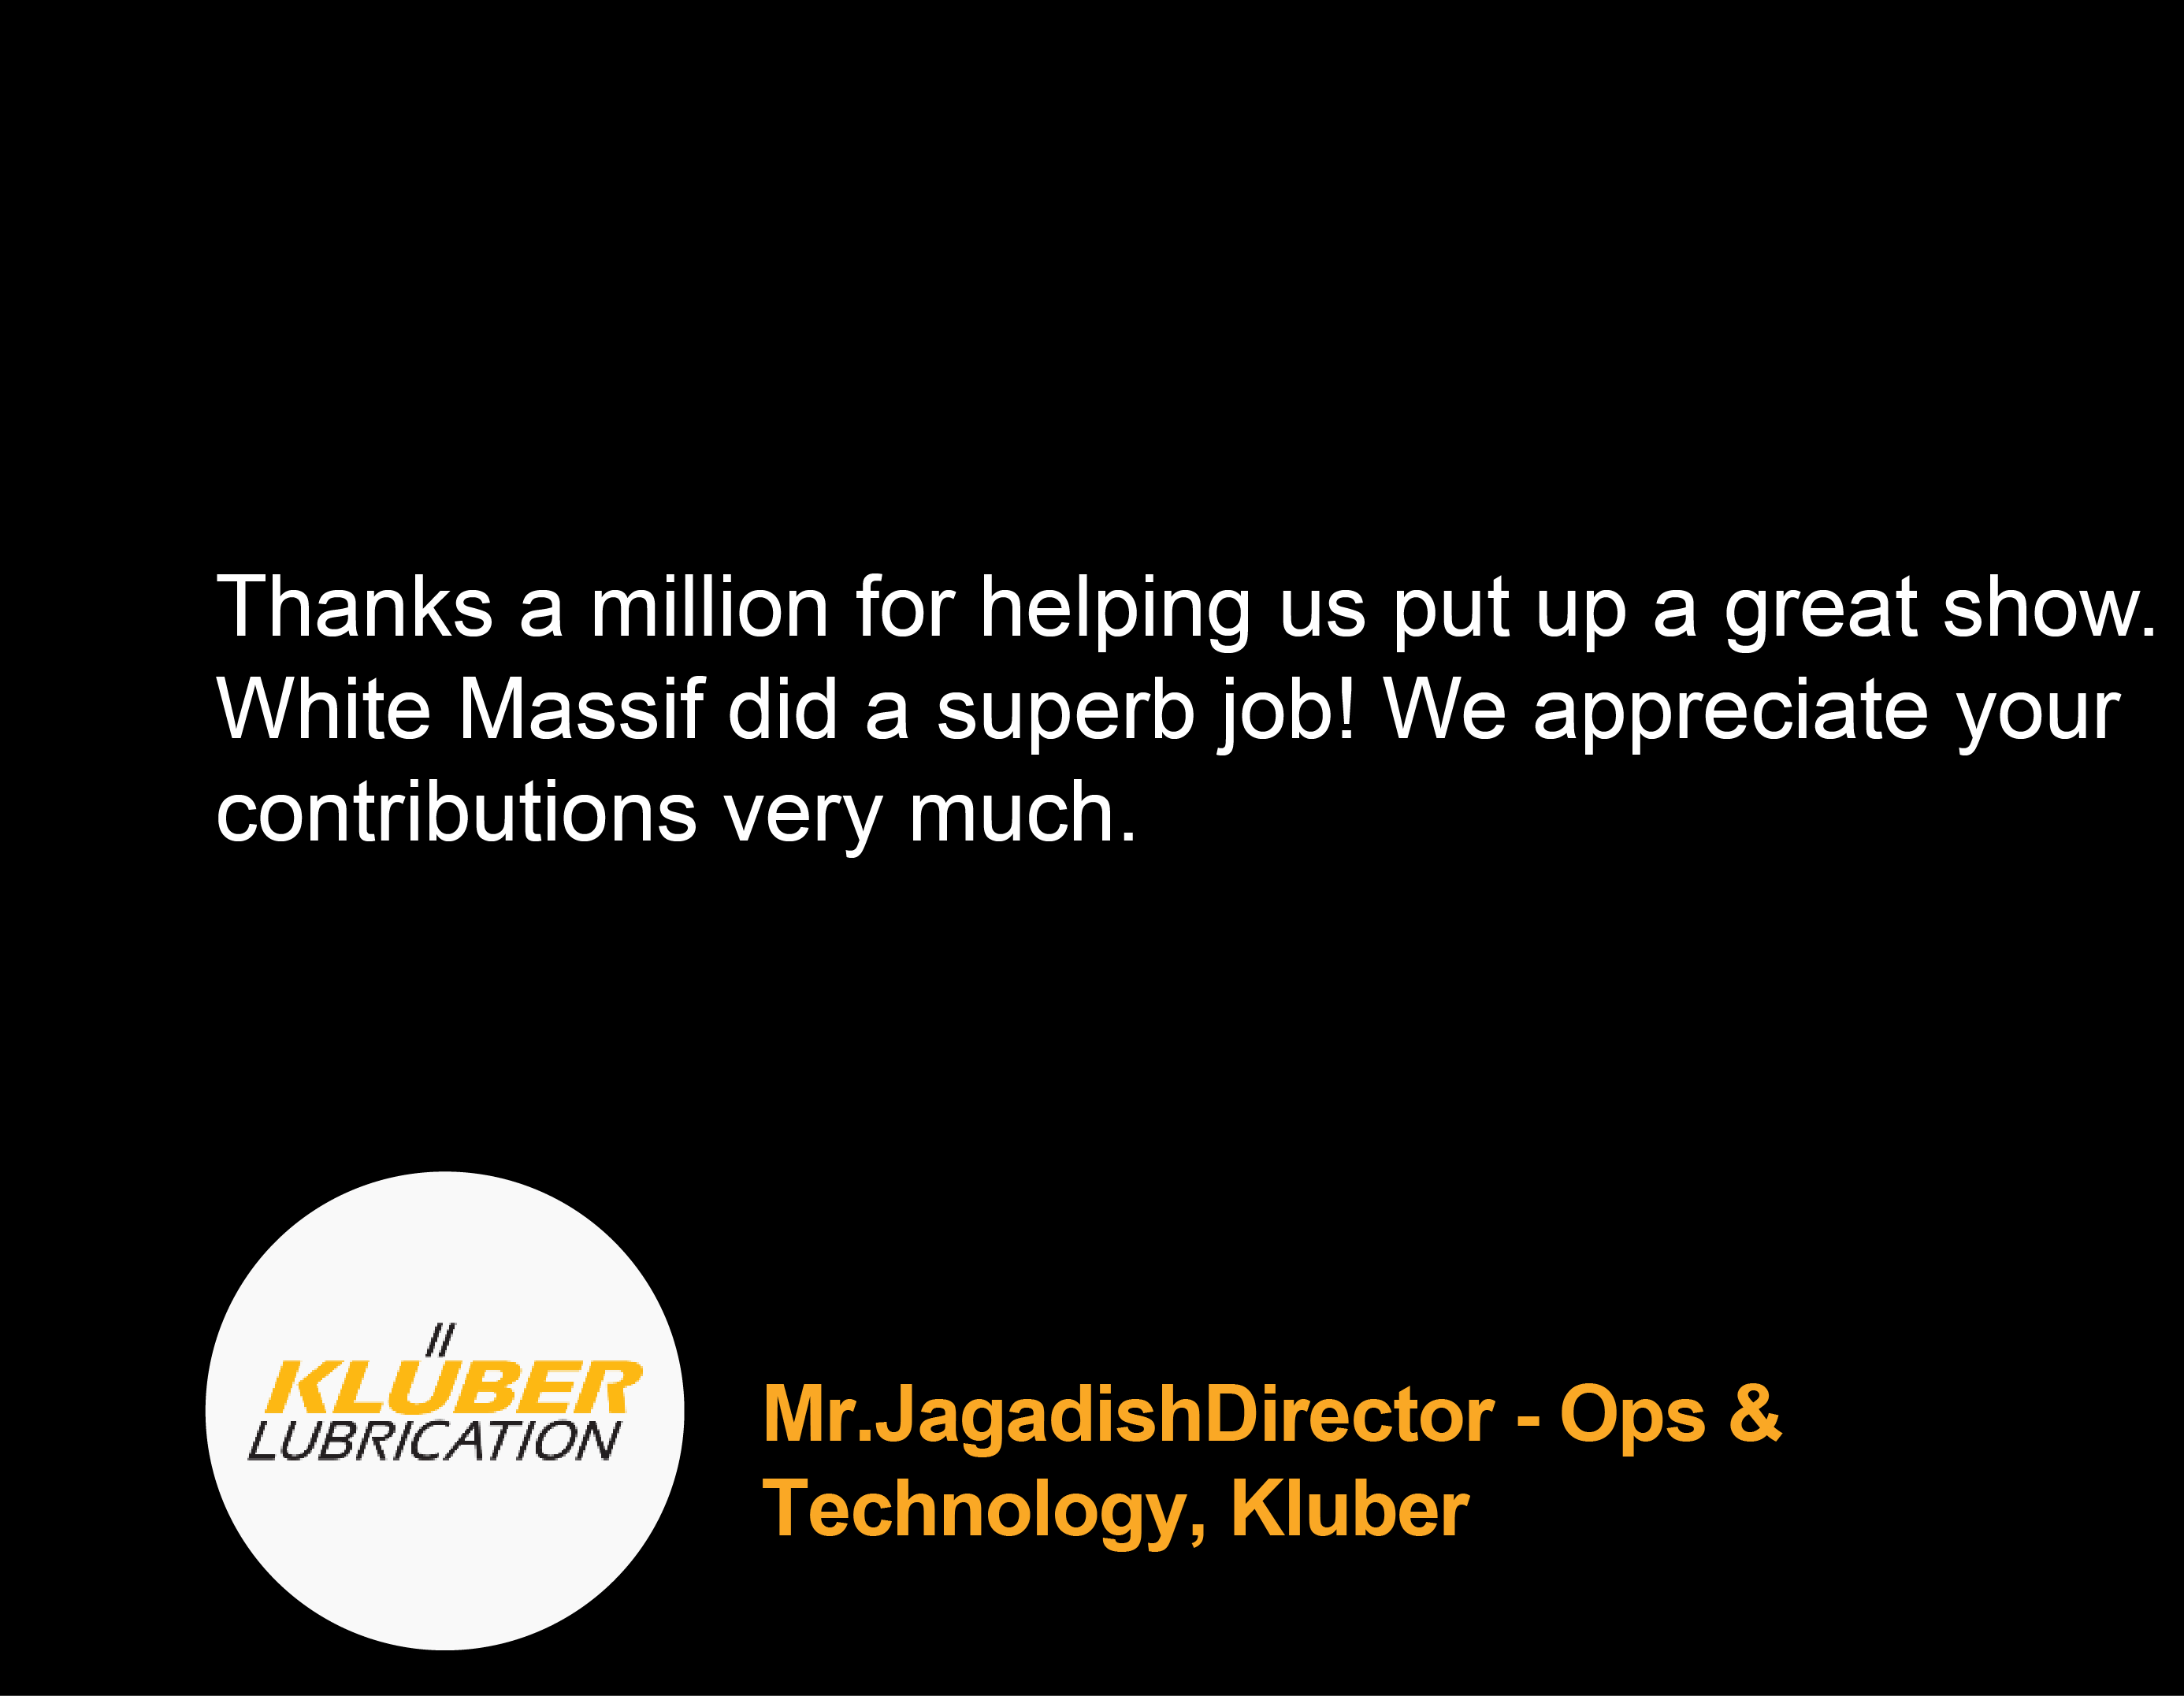 Thanks a million for helping us put up a great show.
White Massif did a superb job! We appreciate your
contributions very much.
KLÜBER
LUBRICATION
Mr.JagadishDirector - Ops &
Technology, Kluber